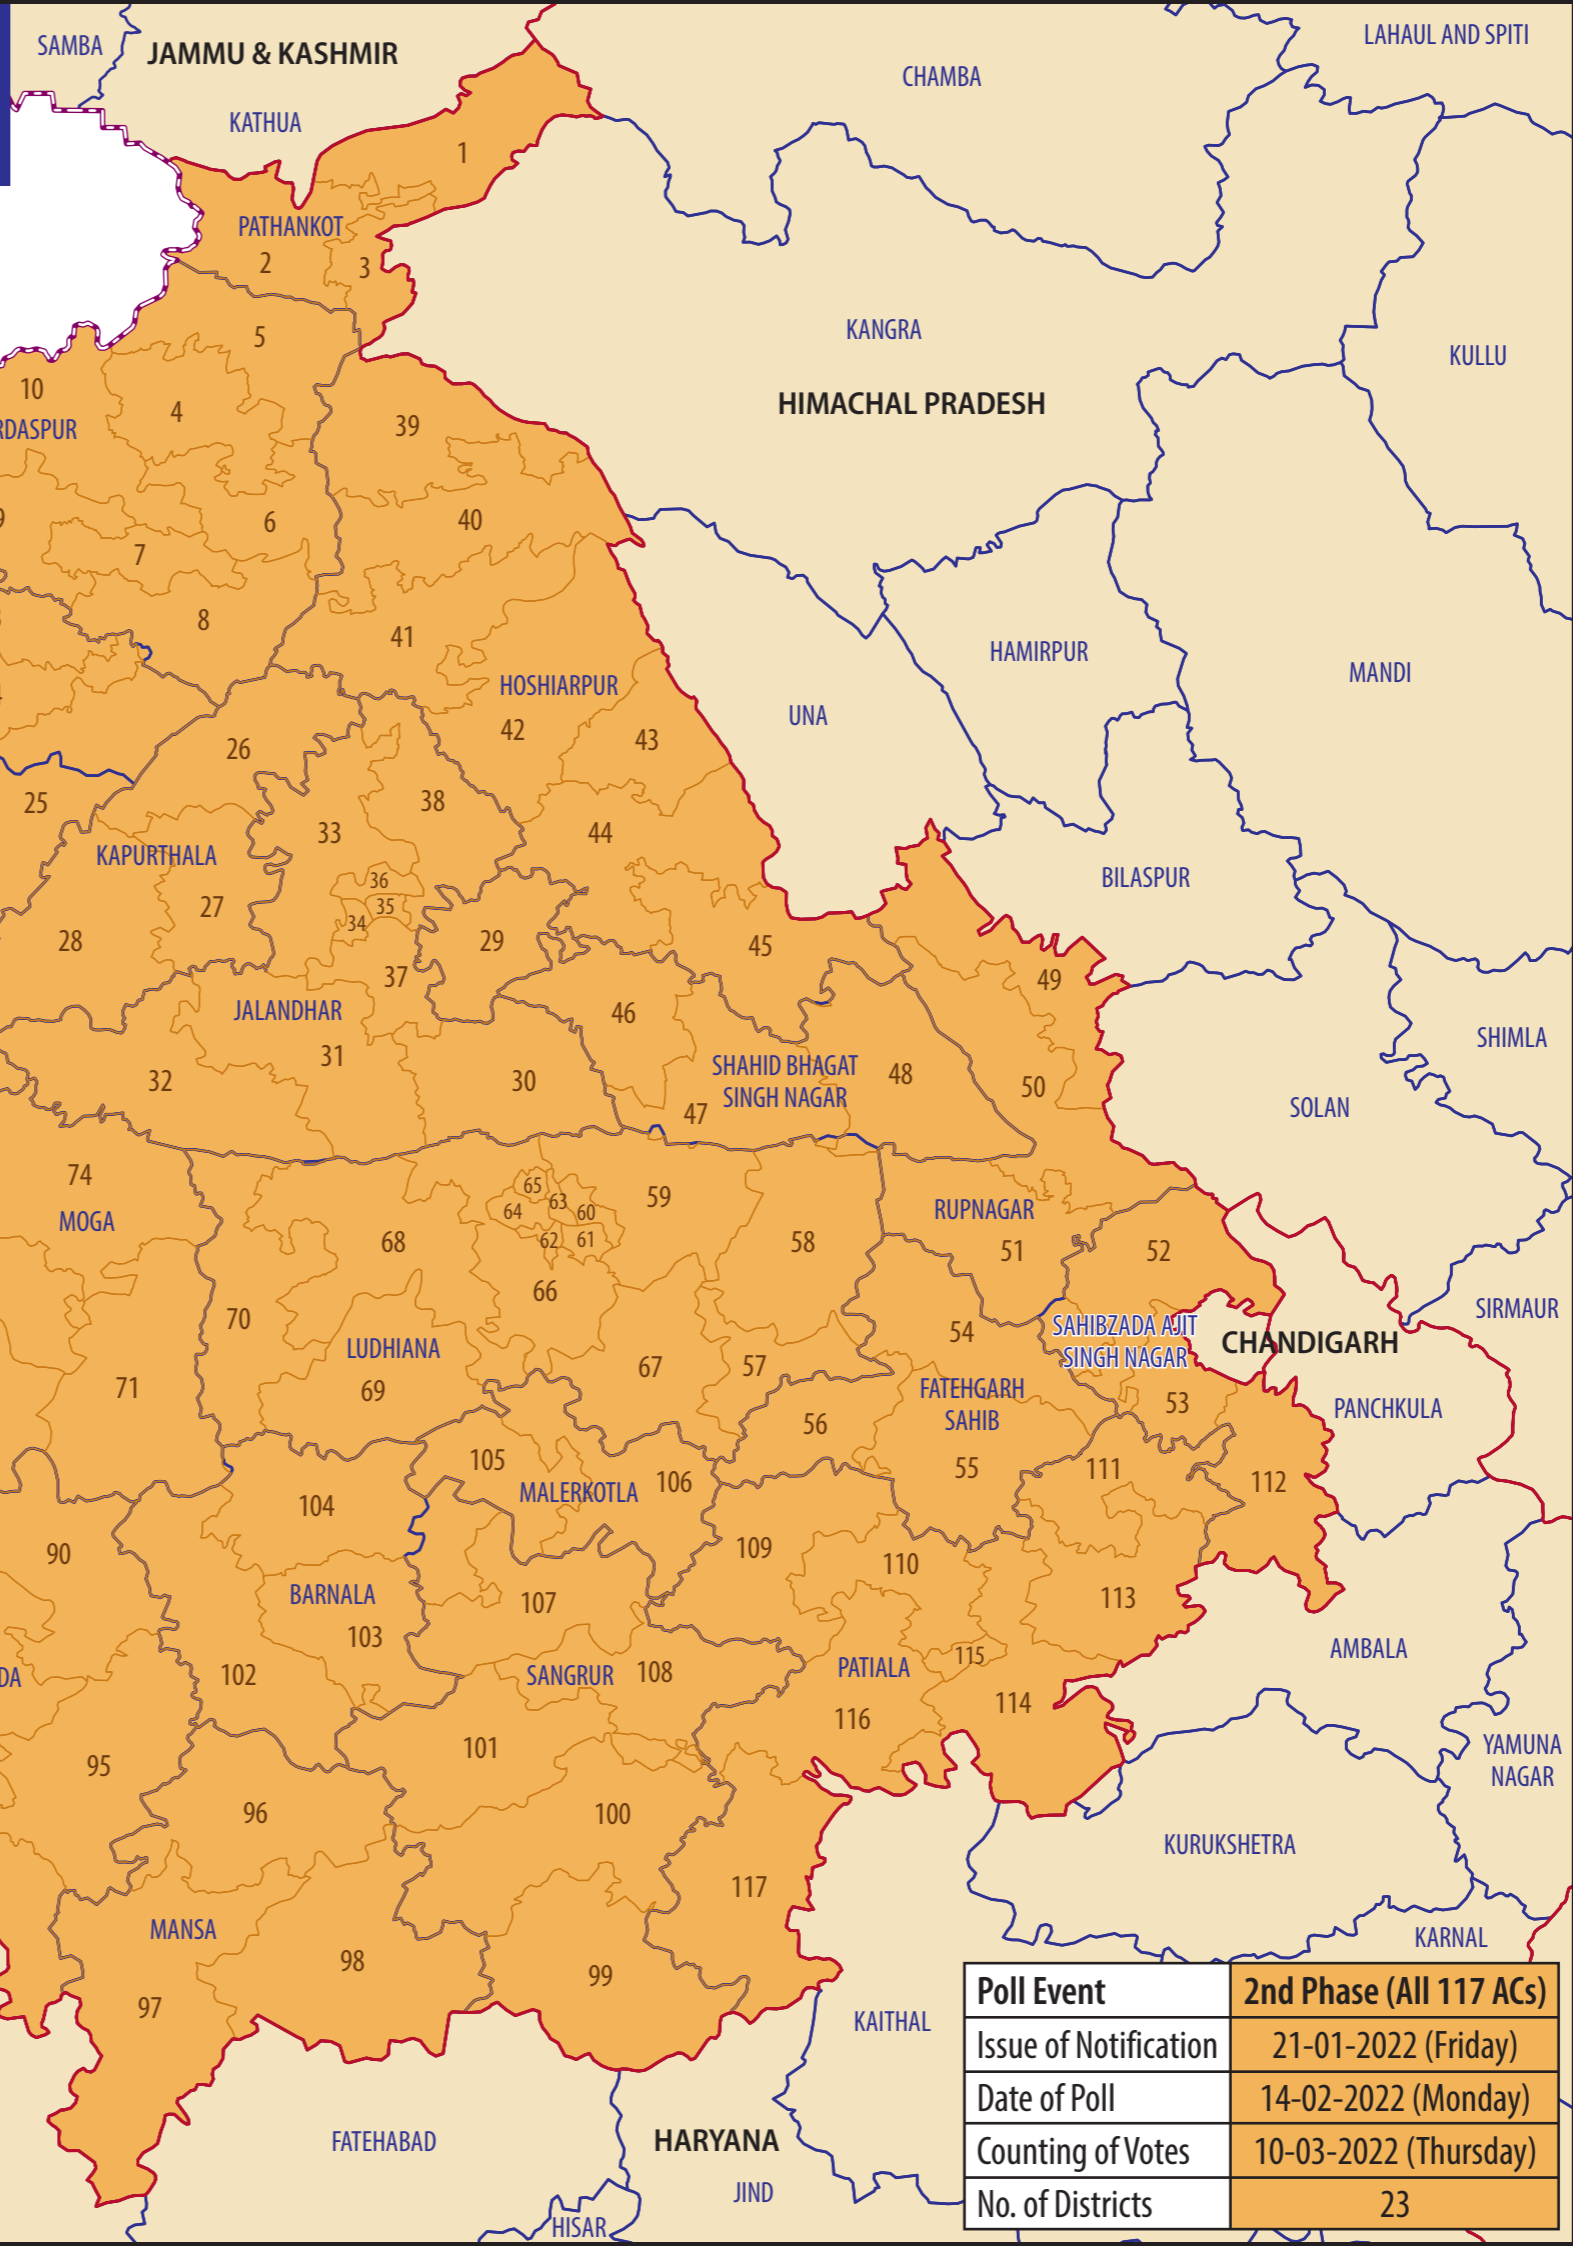 SAMBA
JAMMU & KASHMIR
LAHAUL AND SPITI
CHAMBA
KATHUA
1
PATHANKOT
2
3
KANGRA
5
KULLU
10
4
HIMACHAL PRADESH
RDASPUR
39
9
6
40
7
8
41
HAMIRPUR
HOSHIARPUR
MANDI
UNA
42
43
26
25
38
33
44
KAPURTHALA
36
BILASPUR
27
35
34
28
29
45
37
49
JALANDHAR
46
SHIMLA
31
SHAHID BHAGAT
SINGH NAGAR
48
32
30
50
SOLAN
47
74
65
59
63
64
60
RUPNAGAR
MOGA
68
62
61
58
51
52
66
70
SIRMAUR
54
SAHIBZADA AJIT
SINGH NAGAR
CHANDIGARH
LUDHIANA
67
57
71
69
FATEHGARH
SAHIB
53
PANCHKULA
56
105
55
111
106
112
MALERKOTLA
104
90
109
110
BARNALA
107
113
103
AMBALA
115
DA
102
SANGRUR
108
PATIALA
114
116
101
YAMUNA
NAGAR
95
96
100
KURUKSHETRA
117
MANSA
KARNAL
98
99
97
KAITHAL
Poll Event 2nd Phase (All 117 ACs)
Issue of Notification 21-01-2022 (Friday)
Date of Poll 14-02-2022 (Monday)
Counting of Votes 10-03-2022 (Thursday)
No. of Districts 23
FATEHABAD
HARYANA
JIND
HISAR